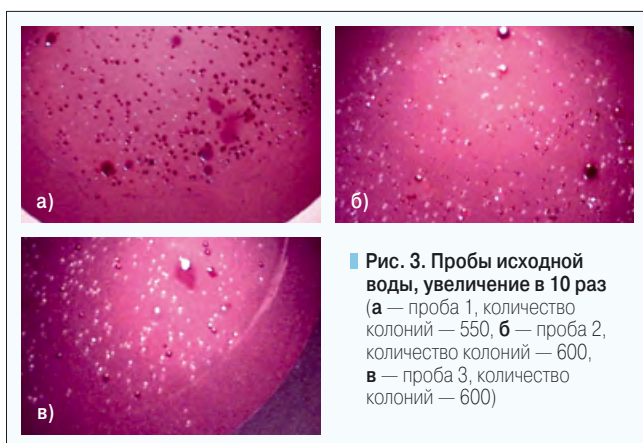 а)
б)
в)
Рис. 3. Пробы исходной
воды, увеличение в 10 раз
(а — проба 1, количество
колоний — 550, б — проба 2,
количество колоний — 600,
в — проба 3, количество
колоний — 600)